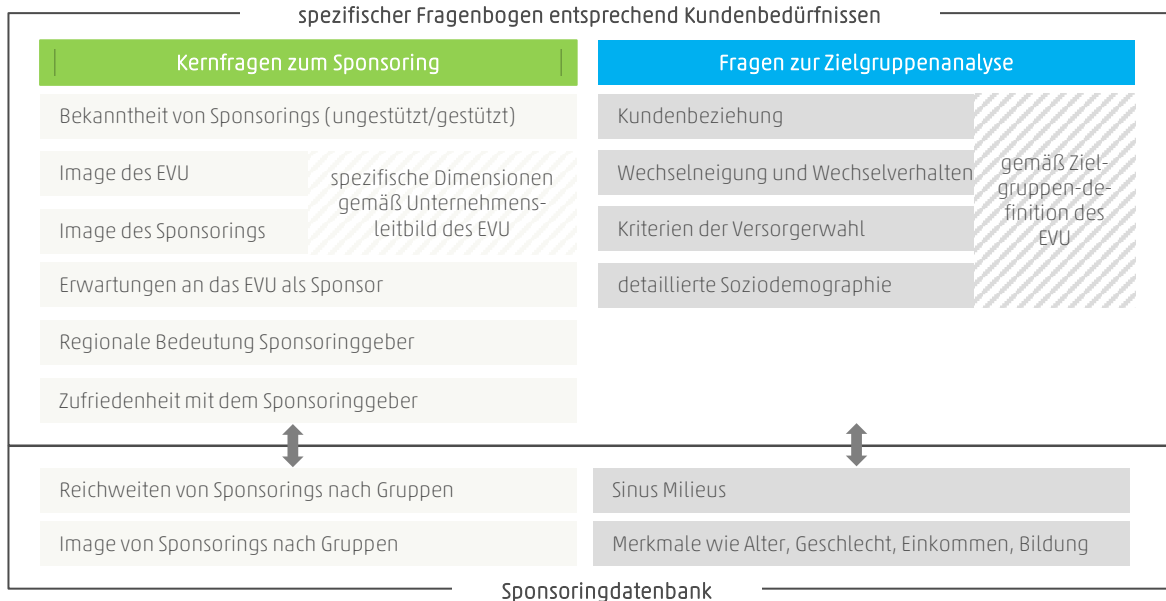 spezifischer Fragenbogen entsprechend Kundenbedürfnissen
Kernfragen zum Sponsoring
Bekanntheit von Sponsorings (ungestützt/gestützt)
Image des EVU
Image des Sponsorings
spezifische Dimensionen
gemäß Unternehmens-
leitbild des EVU
Erwartungen an das EVU als Sponsor
Regionale Bedeutung Sponsoringgeber
Zufriedenheit mit dem Sponsoringgeber
Fragen zur Zielgruppenanalyse
Kundenbeziehung
Wechselneigung und Wechselverhalten
Kriterien der Versorgerwahl
detaillierte Soziodemographie
gemäß Ziel-
gruppen-de-
finition des
EVU
Reichweiten von Sponsorings nach Gruppen
Image von Sponsorings nach Gruppen
Sinus Milieus
Merkmale wie Alter, Geschlecht, Einkommen, Bildung
Sponsoringdatenbank